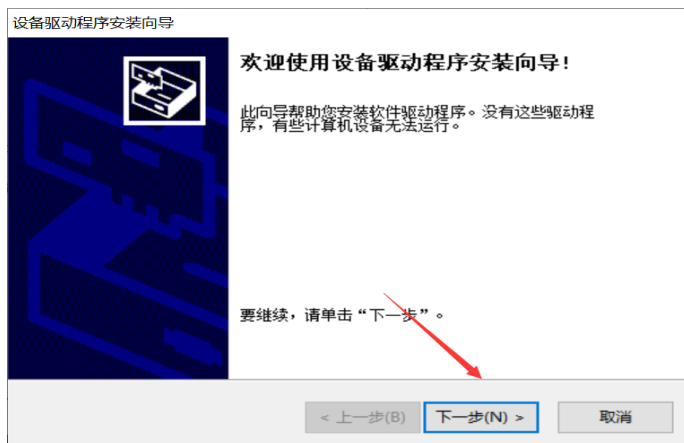 设备驱动程序安装向导
欢迎使用设备驱动程序安装向导!
此向导帮助您安装软件驱动程序。没有这些驱动程
序，有些计算机设备无法运行。
要继续，请单击“下一步”。
< 上一步(B) 下一步(N) > 取消